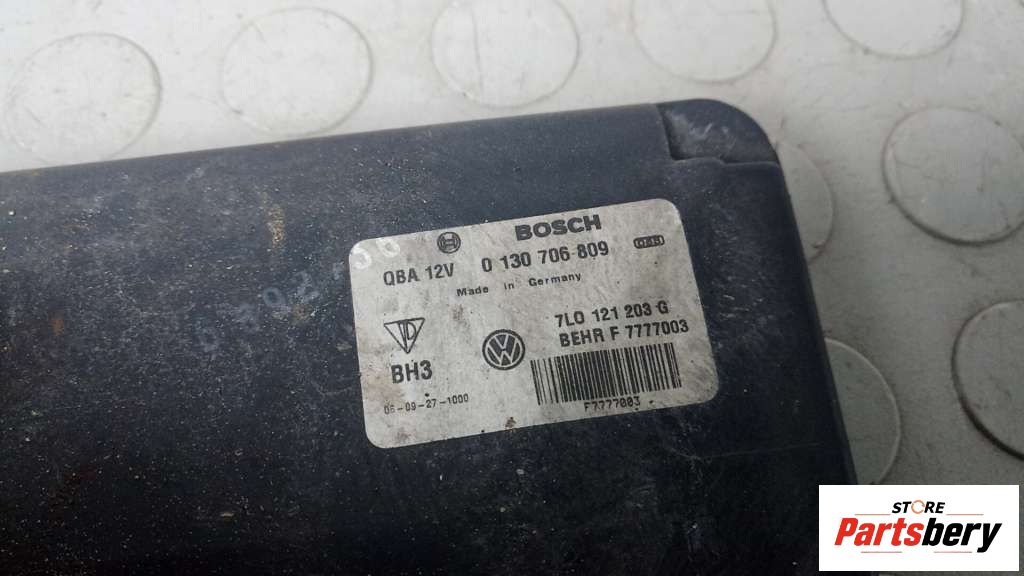 BOSCH
QBA 12V 0 130 706 809
Made in Germany
7L0 121 203 G
BEHR F 7777003
BH3
06-09-27-1000
F7777003
STORE
Partsbery